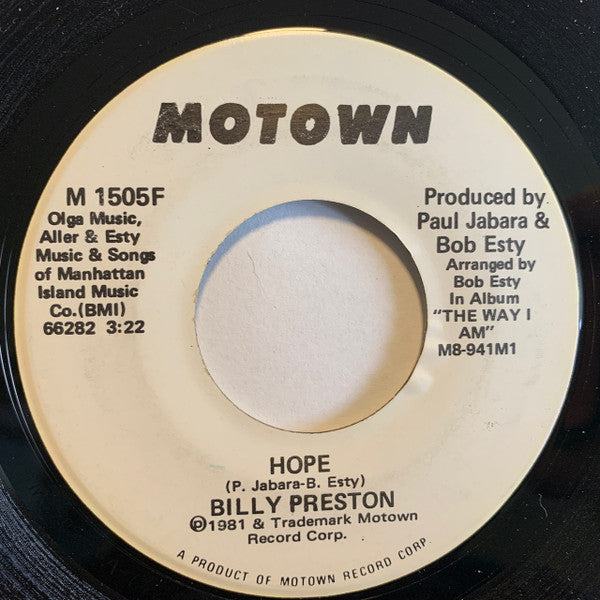 MOTOWN
M 1505F
Olga Music,
Aller & Esty
Music & Songs
of Manhattan
Island Music
Co.(BMI)
66282 3:22
Produced by
Paul Jabara &
Bob Esty
Arranged by
Bob Esty
In Album
"THE WAY I
AM"
M8-941M1
HOPE
(P. Jabara-B. Esty)
BILLY PRESTON
℗1981 & Trademark Motown
Record Corp.
A PRODUCT OF MOTOWN RECORD CORP.